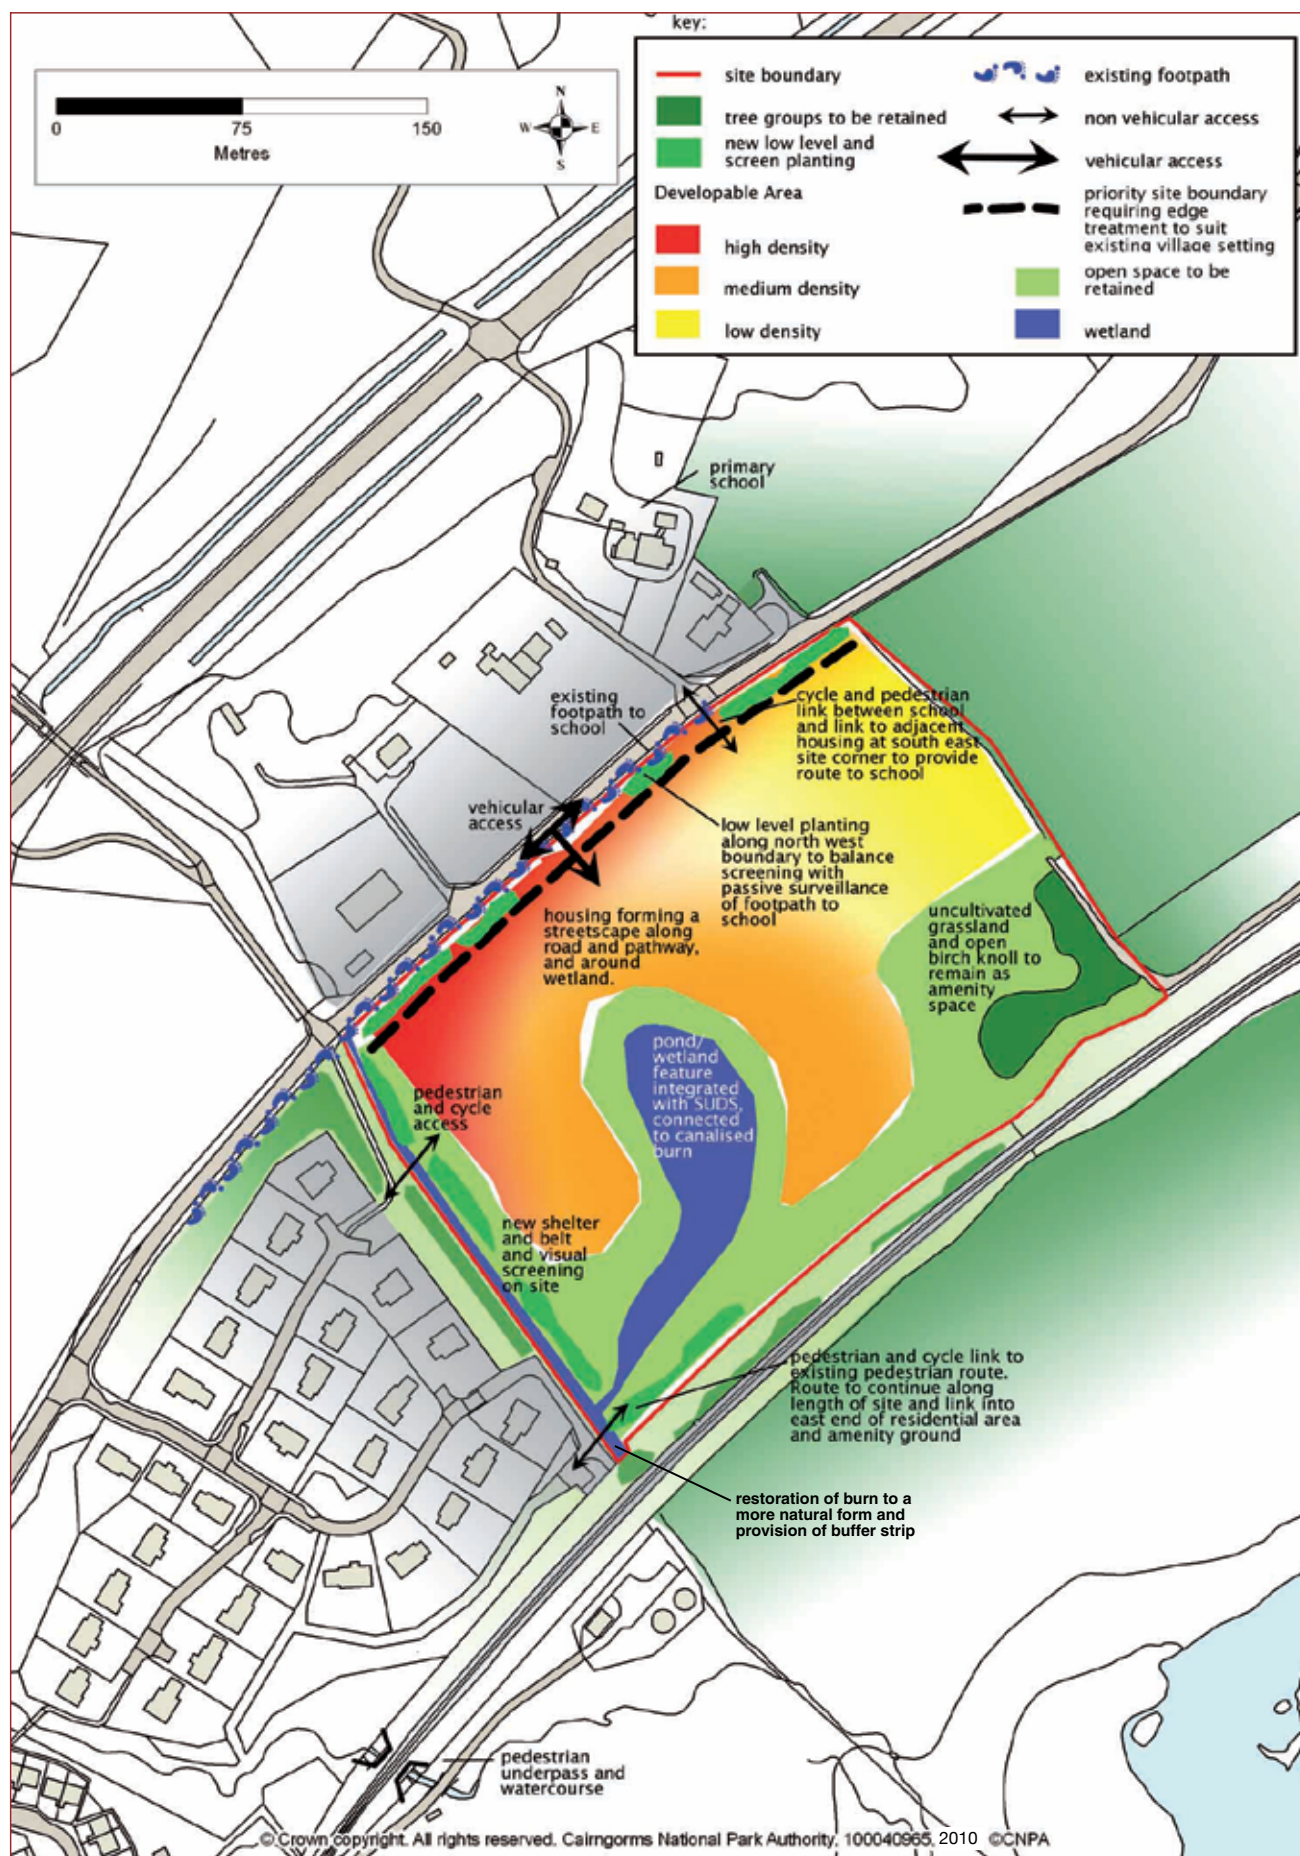 key:
site boundary
tree groups to be retained
new low level and
screen planting
Developable Area
high density
medium density
low density
existing footpath
non vehicular access
vehicular access
priority site boundary
requiring edge
treatment to suit
existing village setting
open space to be
retained
wetland
0 75 150
Metres
N
W E
S
primary
school
existing
footpath to
school
cycle and pedestrian
link between school
and link to adjacent
housing at south east
site corner to provide
route to school
vehicular
access
low level planting
along north west
boundary to balance
screening with
passive surveillance
of footpath to
school
housing forming a
streetscape along
road and pathway,
and around
wetland.
uncultivated
grassland
and open
birch knoll to
remain as
amenity
space
pond/
wetland
feature
integrated
with SUDS,
connected
to canalised
burn
pedestrian
and cycle
access
new shelter
and belt
and visual
screening
on site
pedestrian and cycle link to
existing pedestrian route.
Route to continue along
length of site and link into
east end of residential area
and amenity ground
restoration of burn to a
more natural form and
provision of buffer strip
pedestrian
underpass and
watercourse
© Crown copyright. All rights reserved. Cairngorms National Park Authority, 100040965, 2010 ©CNPA